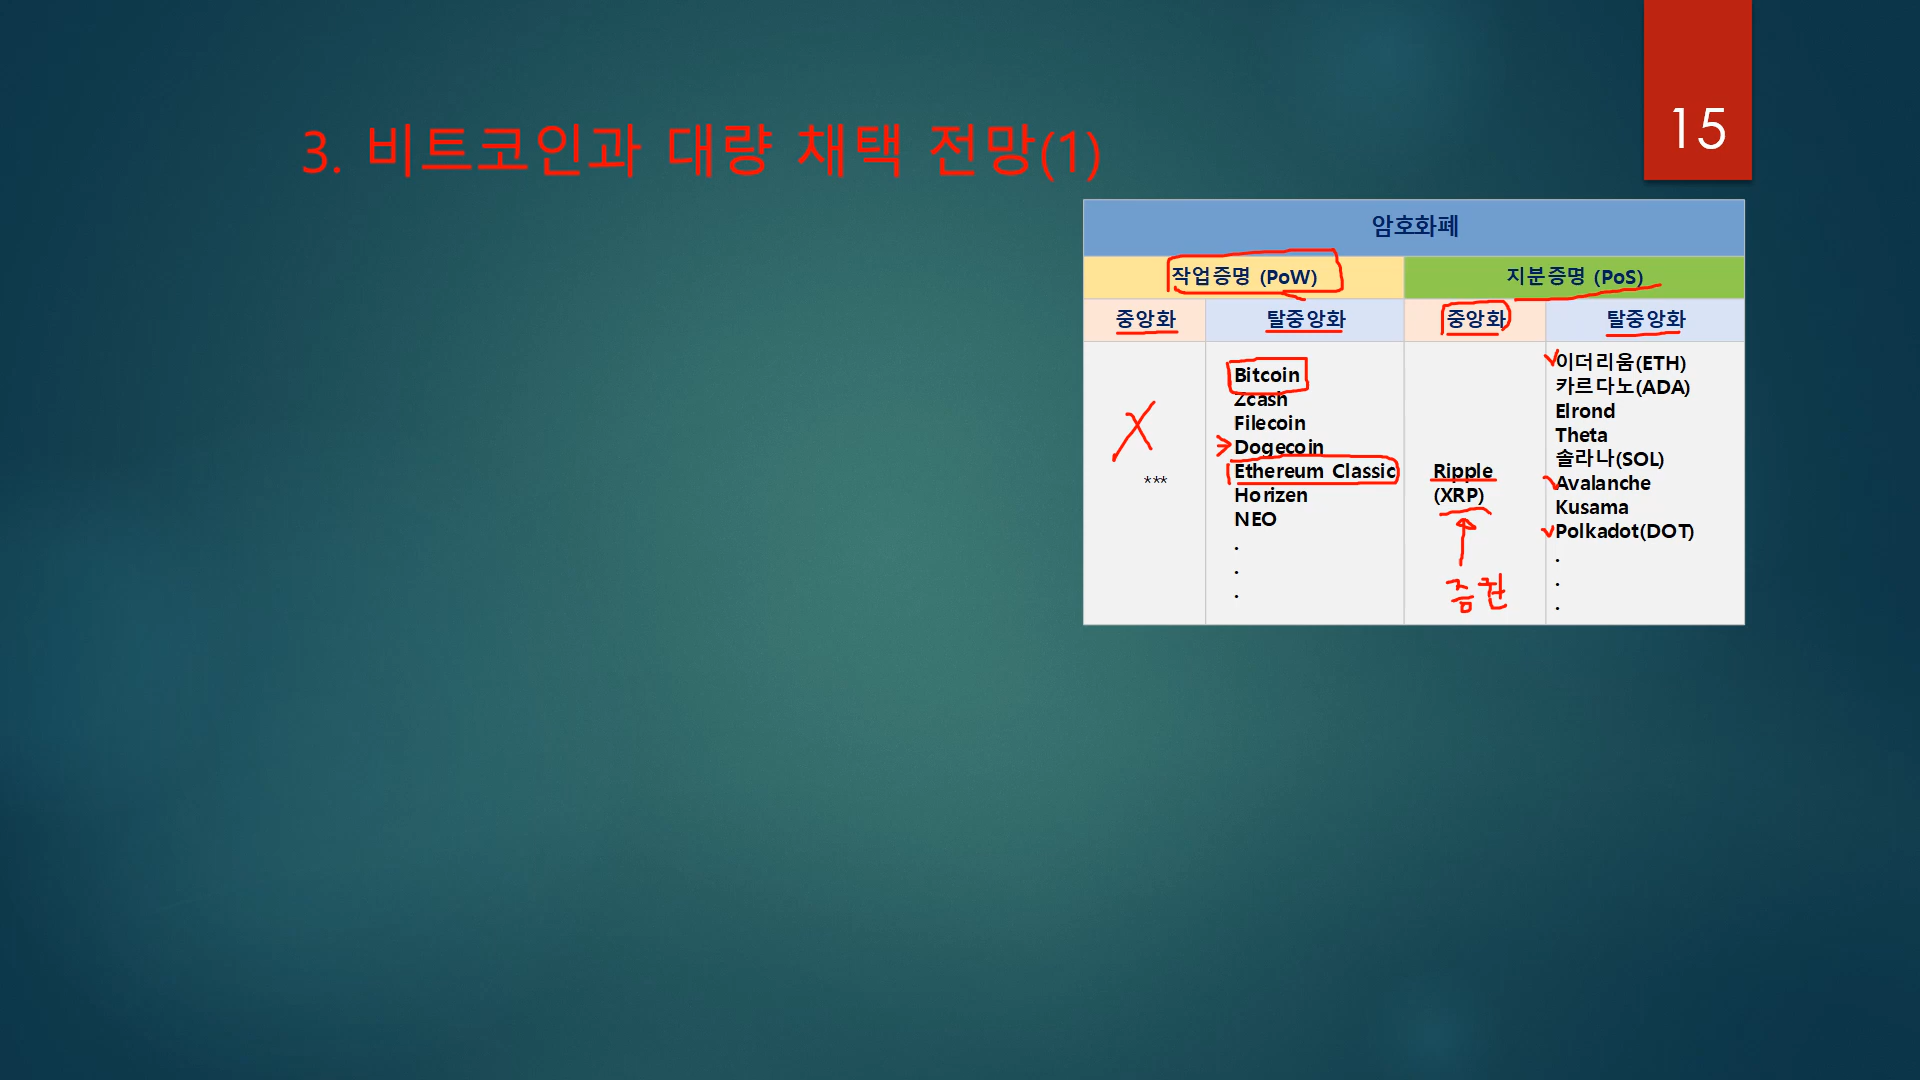 15
3. 비트코인과 대량 채택 전망(1)
암호화폐
작업증명 (PoW)
지분증명 (PoS)
중앙화
탈중앙화
중앙화
탈중앙화
***
Bitcoin
Zcash
Filecoin
Dogecoin
Ethereum Classic
Horizen
NEO
.
.
.
Ripple
(XRP)
증권
이더리움(ETH)
카르다노(ADA)
Elrond
Theta
솔라나(SOL)
Avalanche
Kusama
Polkadot(DOT)
.
.
.